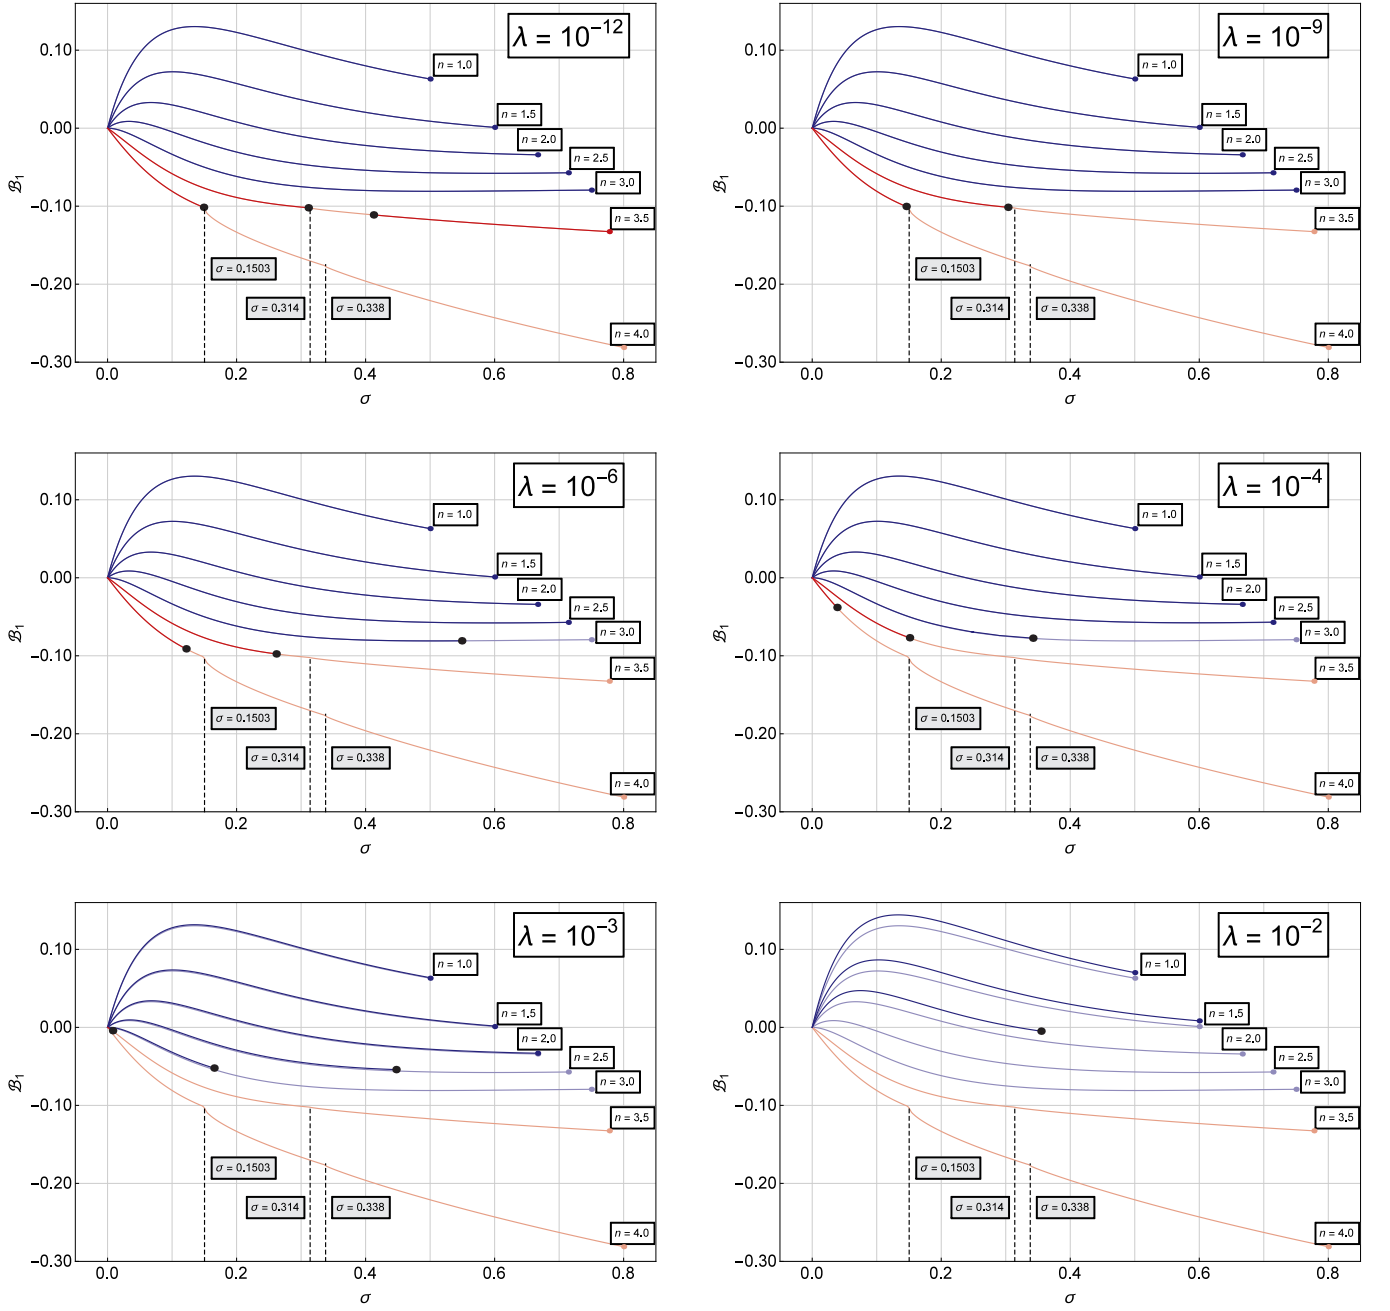 λ = 10⁻¹²
0.10
0.00
−0.10
−0.20
−0.30
ℬ₁
n = 1.0
n = 1.5
n = 2.0
n = 2.5
n = 3.0
n = 3.5
n = 4.0
σ = 0.1503
σ = 0.314
σ = 0.338
0.0 0.2 0.4 0.6 0.8
σ
λ = 10⁻⁹
0.10
0.00
−0.10
−0.20
−0.30
ℬ₁
n = 1.0
n = 1.5
n = 2.0
n = 2.5
n = 3.0
n = 3.5
n = 4.0
σ = 0.1503
σ = 0.314
σ = 0.338
0.0 0.2 0.4 0.6 0.8
σ
λ = 10⁻⁶
0.10
0.00
−0.10
−0.20
−0.30
ℬ₁
n = 1.0
n = 1.5
n = 2.0
n = 2.5
n = 3.0
n = 3.5
n = 4.0
σ = 0.1503
σ = 0.314
σ = 0.338
0.0 0.2 0.4 0.6 0.8
σ
λ = 10⁻⁴
0.10
0.00
−0.10
−0.20
−0.30
ℬ₁
n = 1.0
n = 1.5
n = 2.0
n = 2.5
n = 3.0
n = 3.5
n = 4.0
σ = 0.1503
σ = 0.314
σ = 0.338
0.0 0.2 0.4 0.6 0.8
σ
λ = 10⁻³
0.10
0.00
−0.10
−0.20
−0.30
ℬ₁
n = 1.0
n = 1.5
n = 2.0
n = 2.5
n = 3.0
n = 3.5
n = 4.0
σ = 0.1503
σ = 0.314
σ = 0.338
0.0 0.2 0.4 0.6 0.8
σ
λ = 10⁻²
0.10
0.00
−0.10
−0.20
−0.30
ℬ₁
n = 1.0
n = 1.5
n = 2.0
n = 2.5
n = 3.0
n = 3.5
n = 4.0
σ = 0.1503
σ = 0.314
σ = 0.338
0.0 0.2 0.4 0.6 0.8
σ